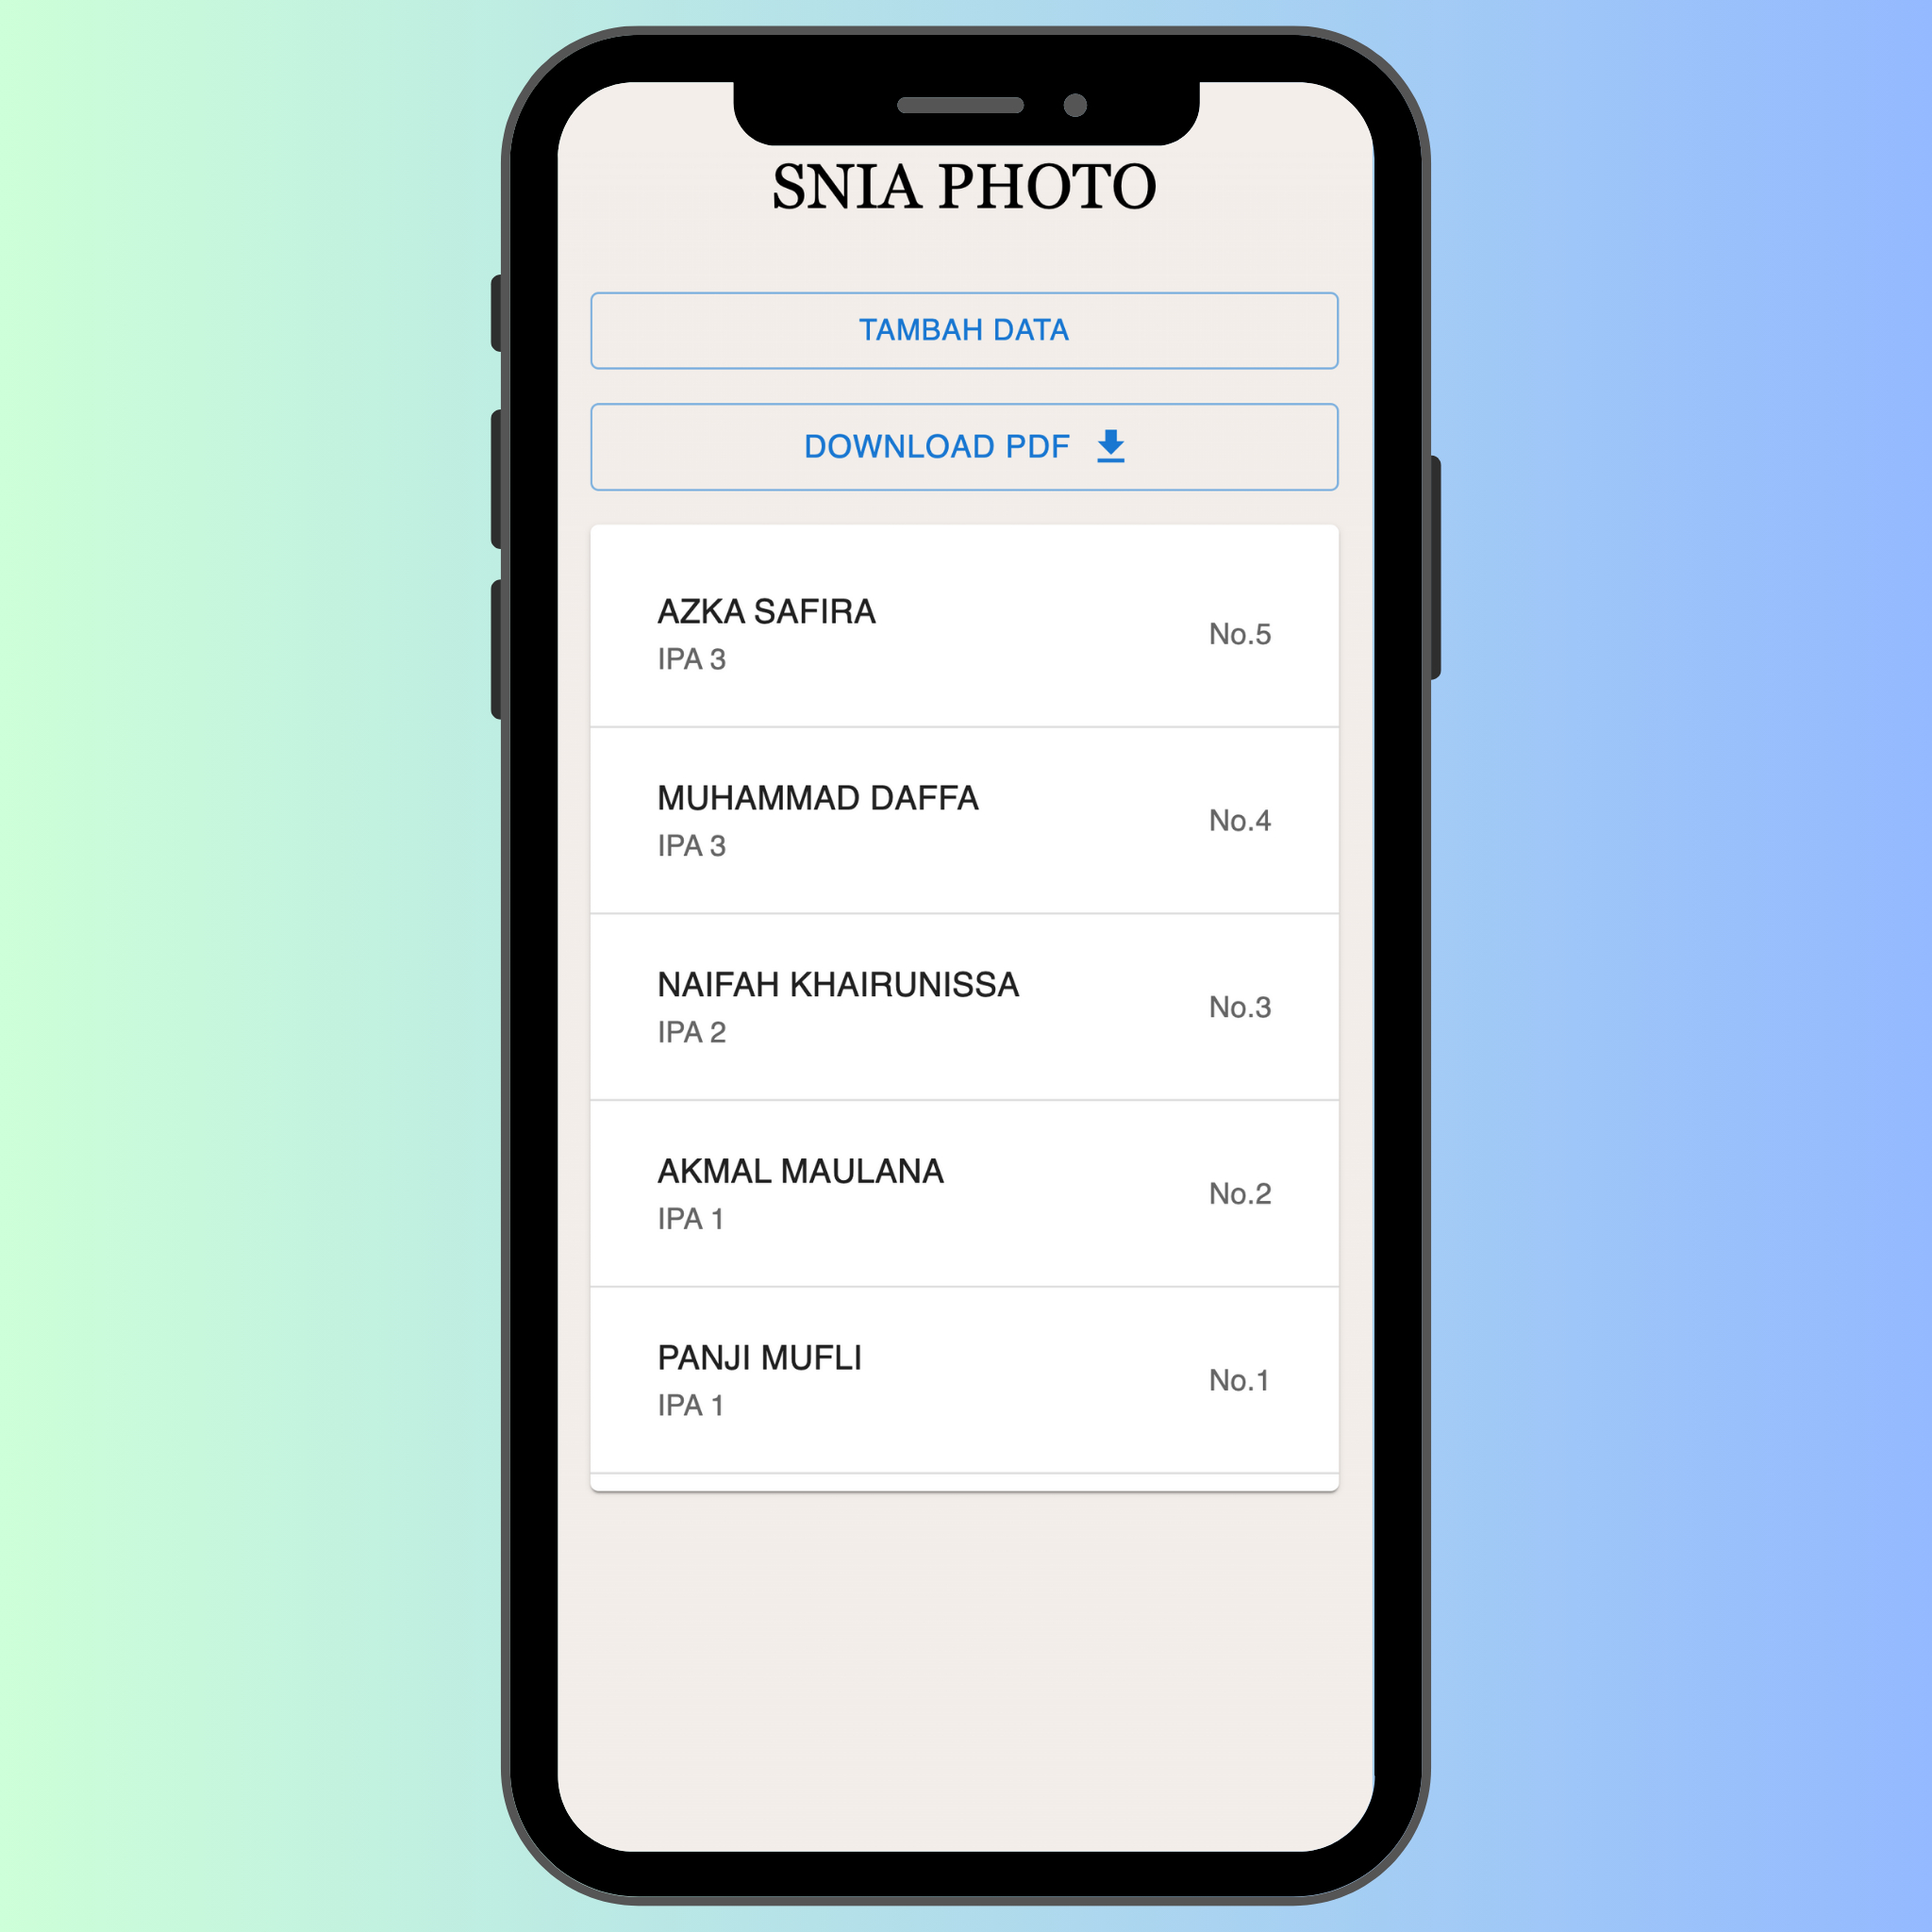 SNIA PHOTO
TAMBAH DATA
DOWNLOAD PDF
AZKA SAFIRA
IPA 3
No.5
MUHAMMAD DAFFA
IPA 3
No.4
NAIFAH KHAIRUNISSA
IPA 2
No.3
AKMAL MAULANA
IPA 1
No.2
PANJI MUFLI
IPA 1
No.1